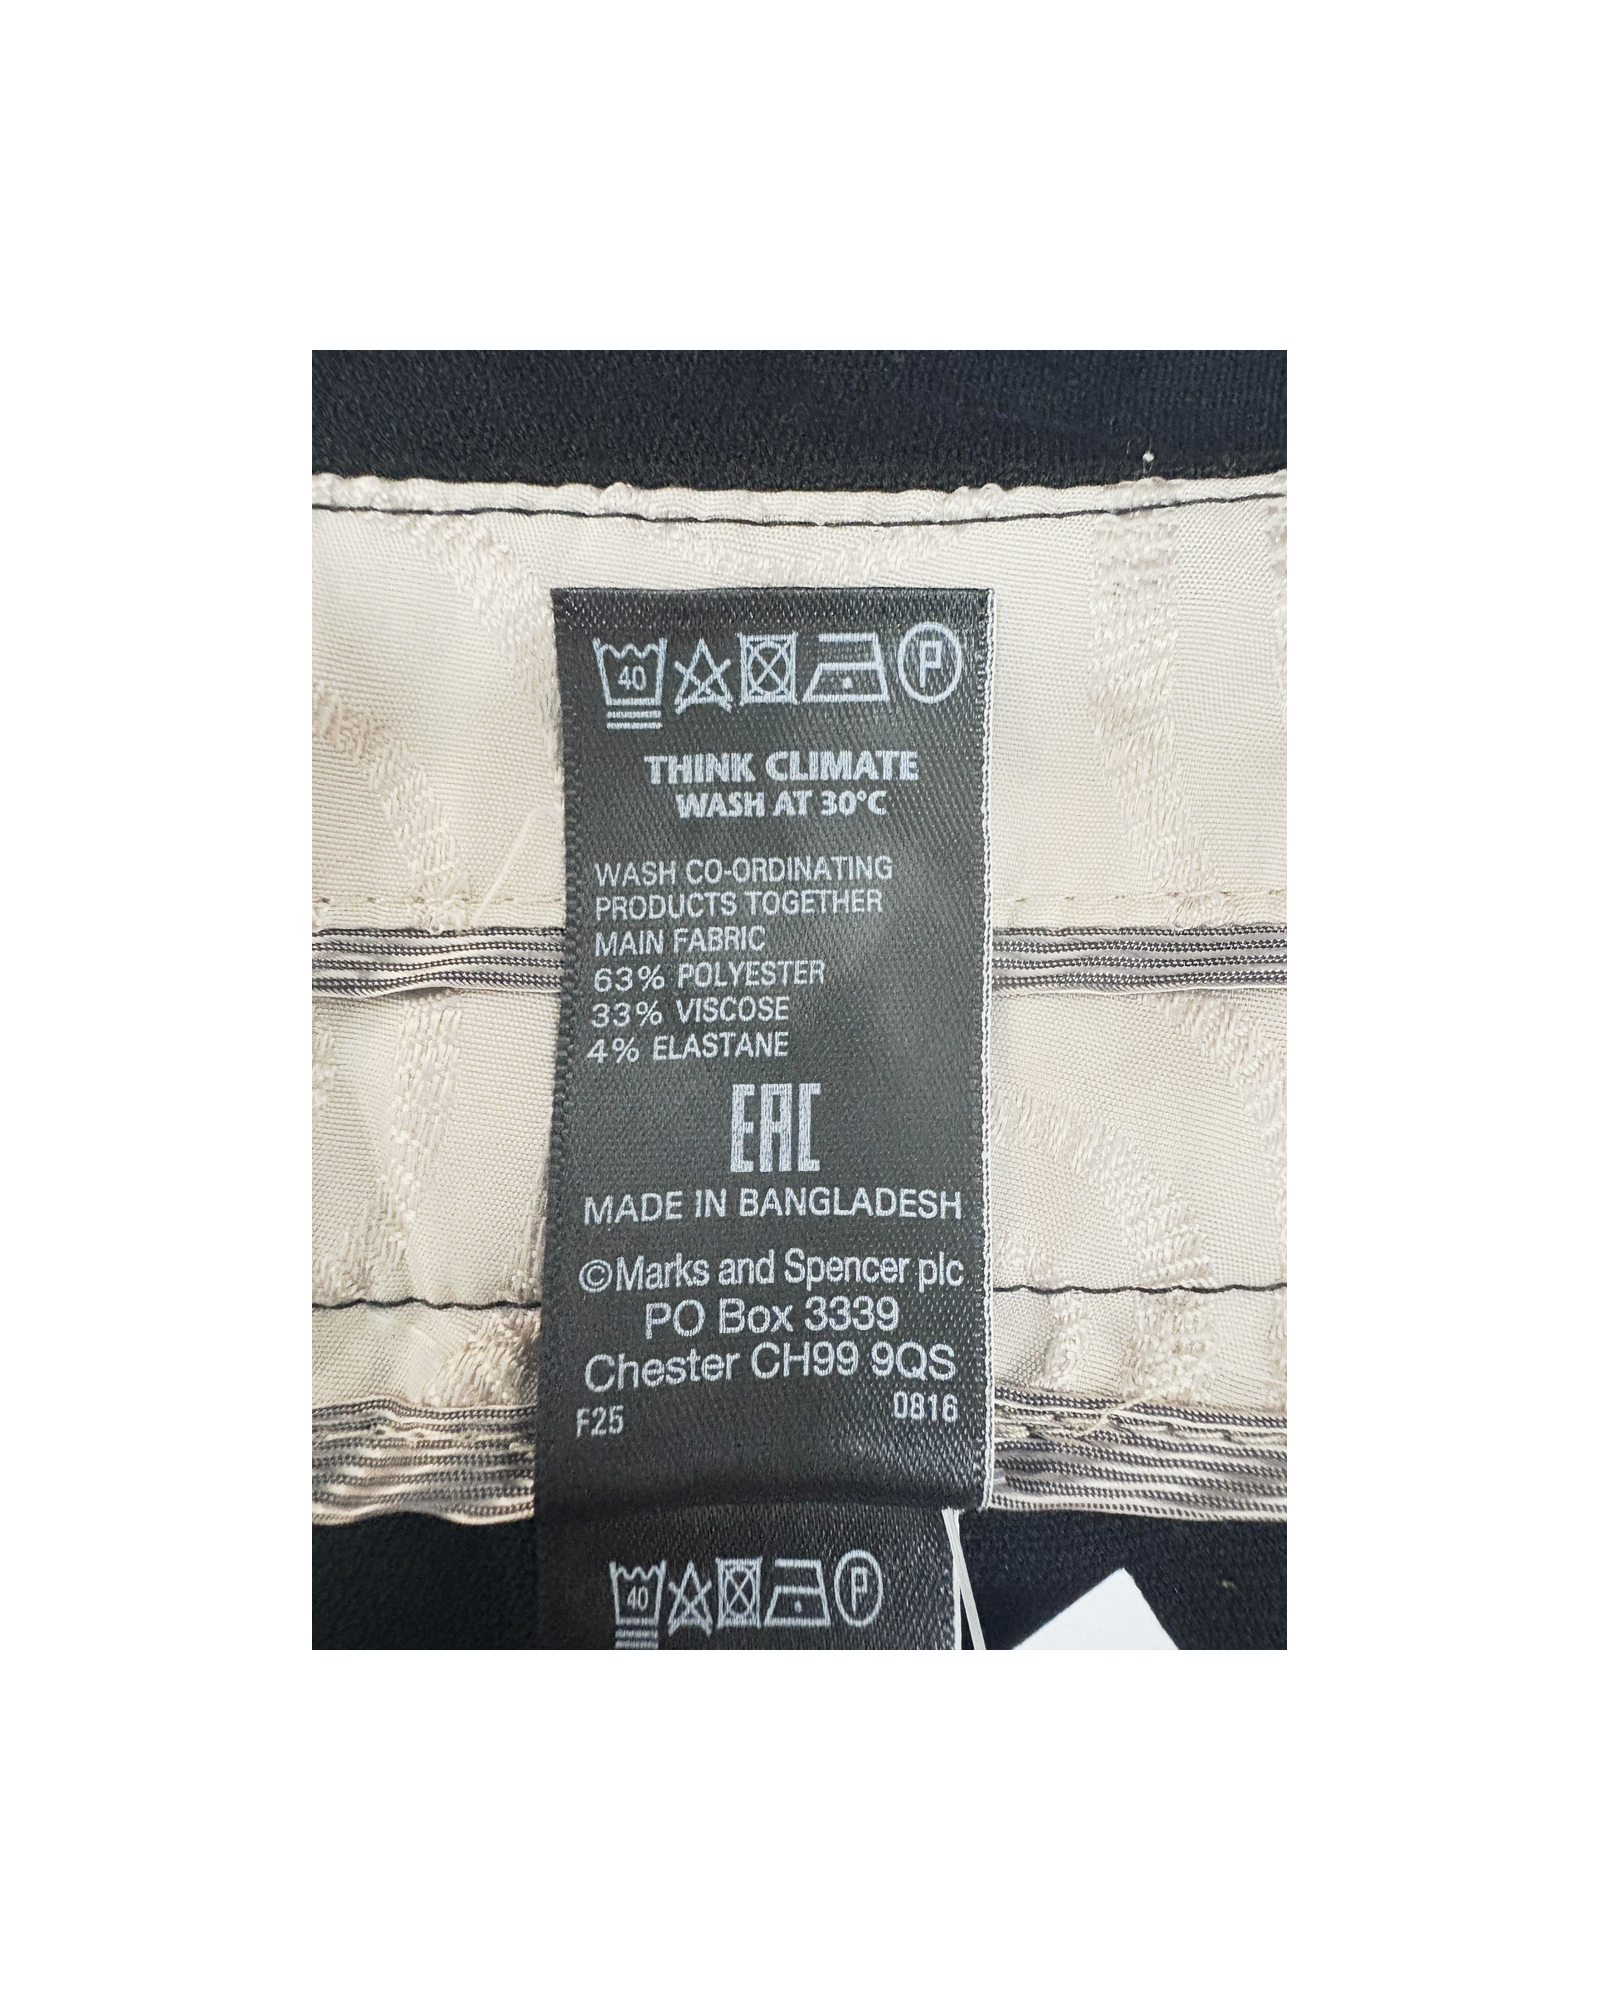 40 P
THINK CLIMATE
WASH AT 30°C
WASH CO-ORDINATING
PRODUCTS TOGETHER
MAIN FABRIC
63% POLYESTER
33% VISCOSE
4% ELASTANE
EAC
MADE IN BANGLADESH
©Marks and Spencer plc
PO Box 3339
Chester CH99 9QS
0816
F25
40 P